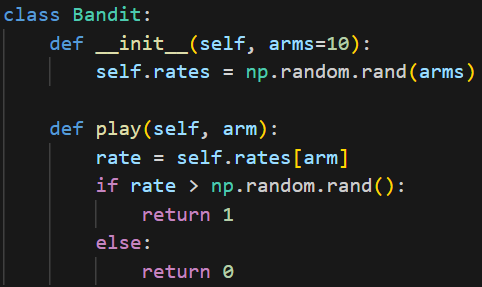 class Bandit:
    def __init__(self, arms=10):
        self.rates = np.random.rand(arms)

    def play(self, arm):
        rate = self.rates[arm]
        if rate > np.random.rand():
            return 1
        else:
            return 0